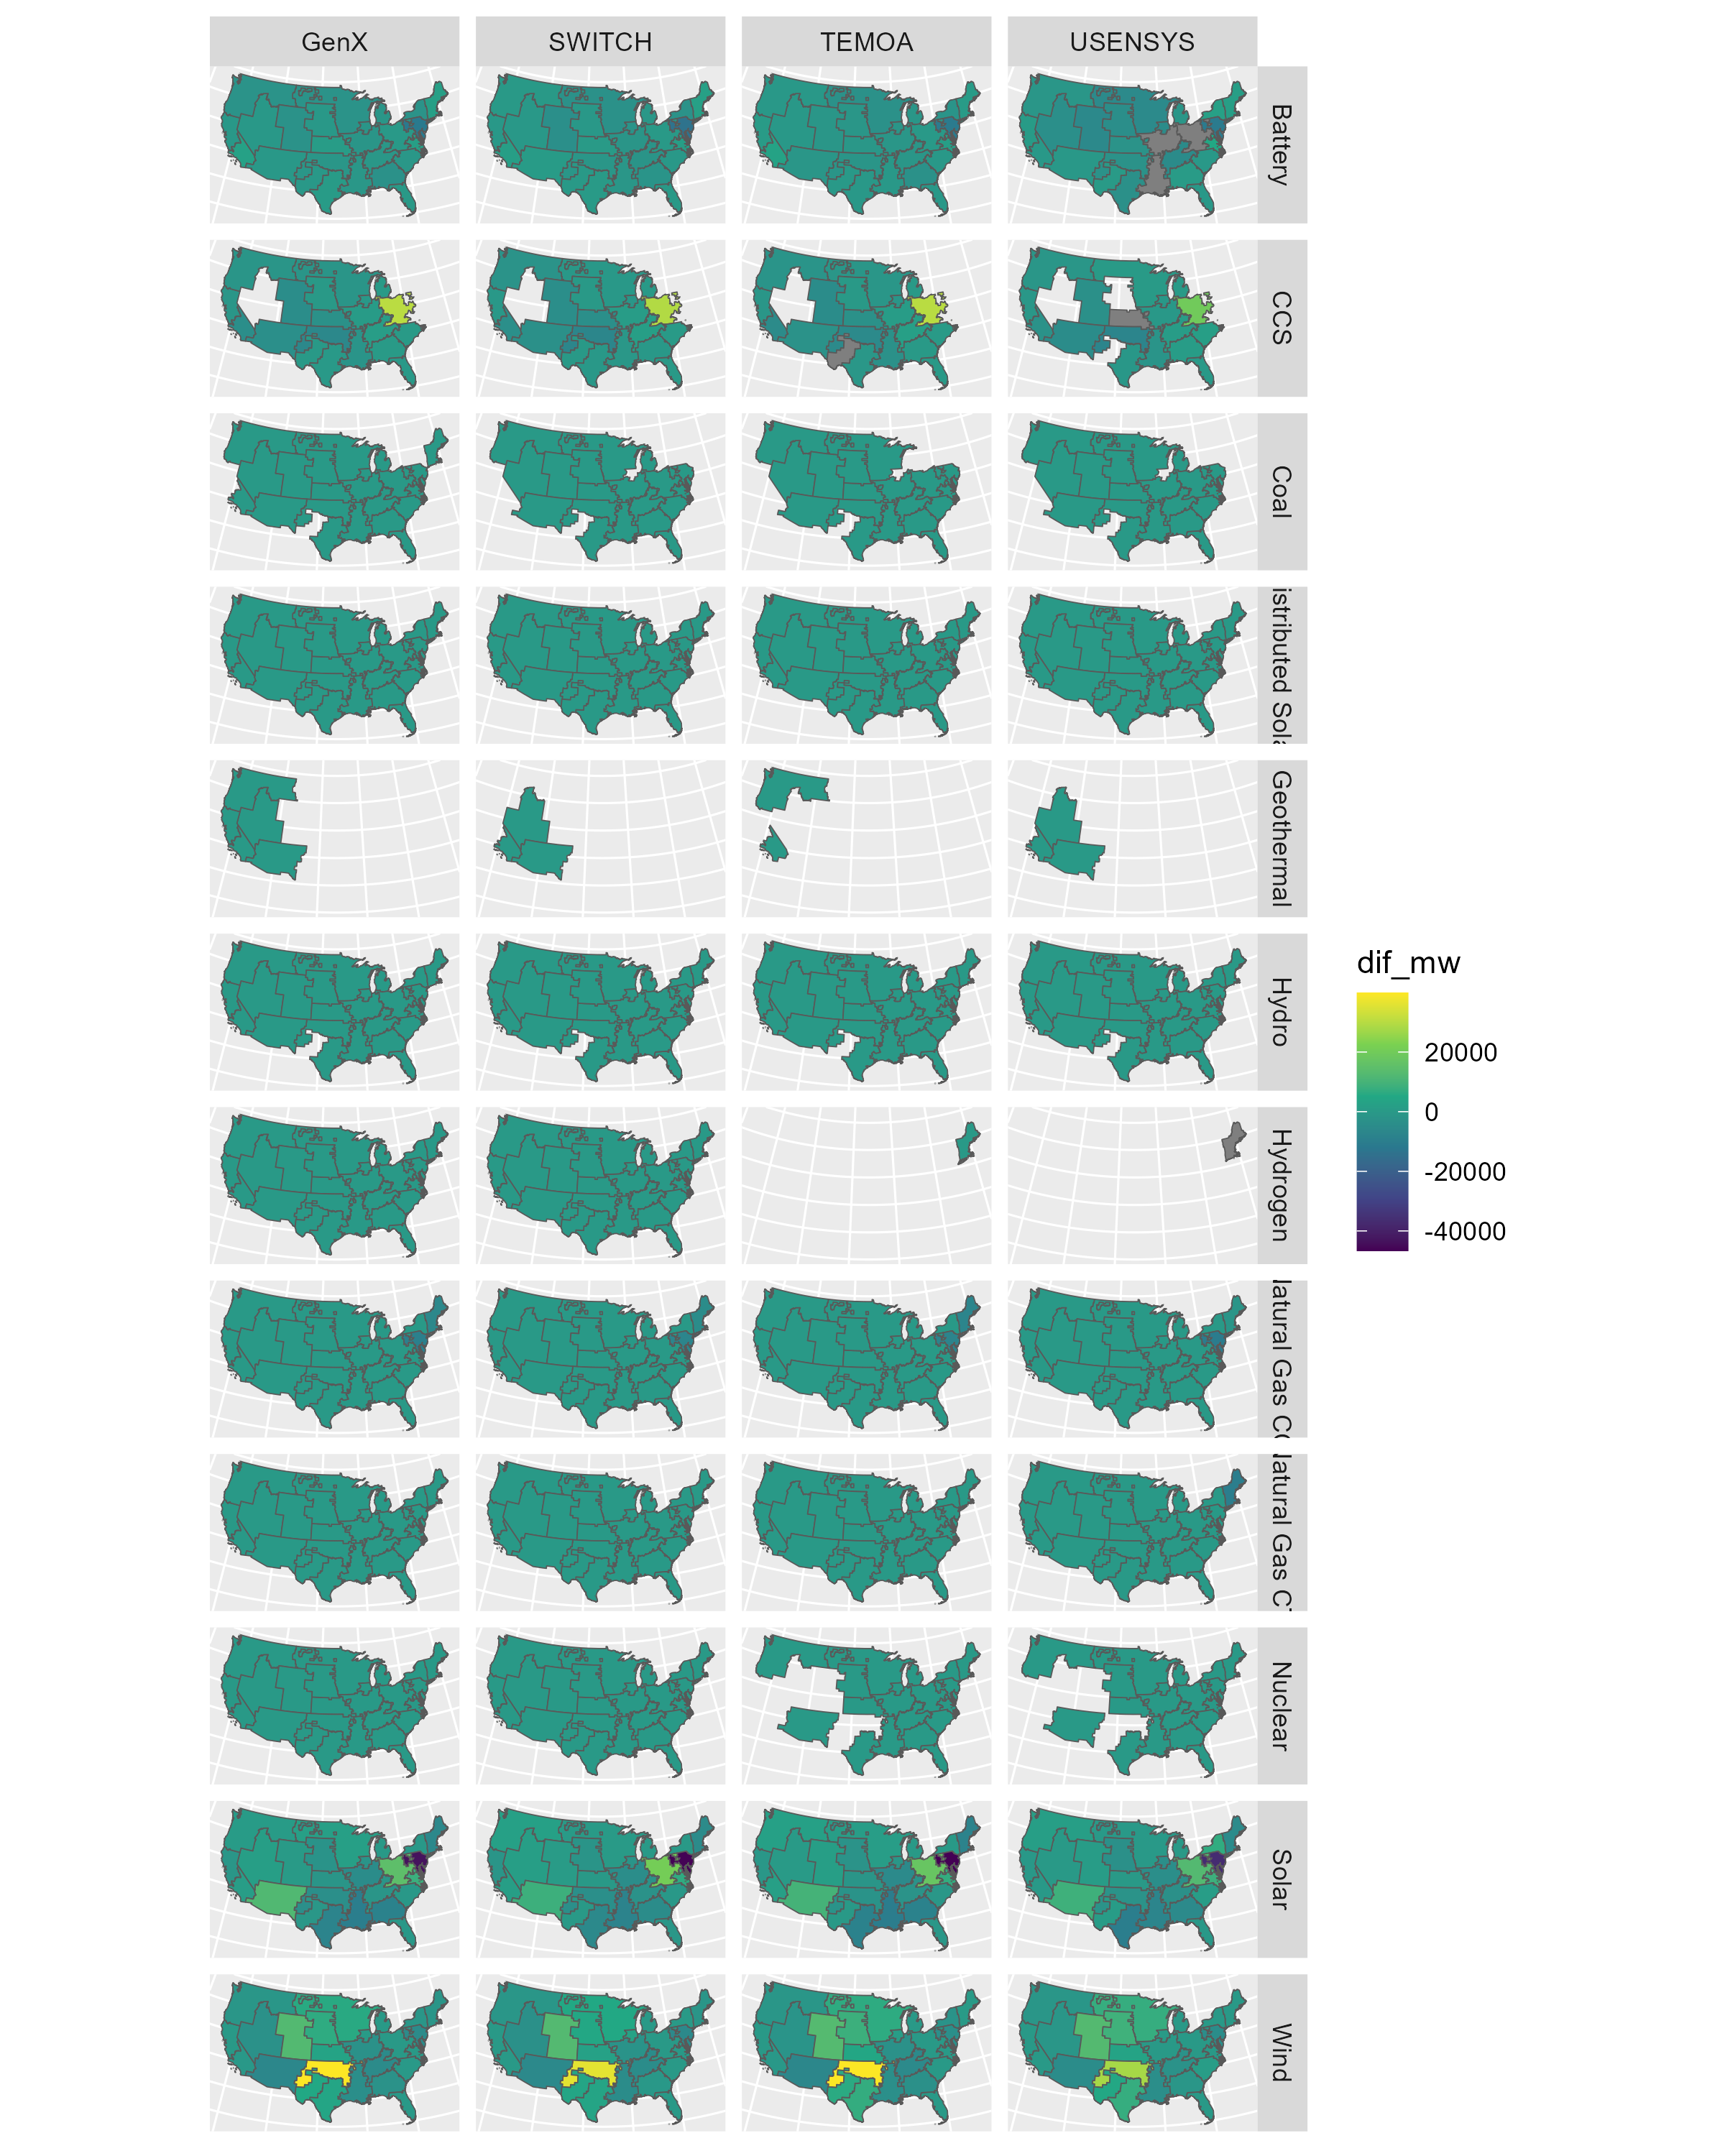 GenX
SWITCH
TEMOA
USENSYS
Battery
CCS
Coal
istributed Sola
Geothermal
Hydro
Hydrogen
latural Gas CC
latural Gas CT
Nuclear
Solar
Wind
dif_mw
20000
0
-20000
-40000